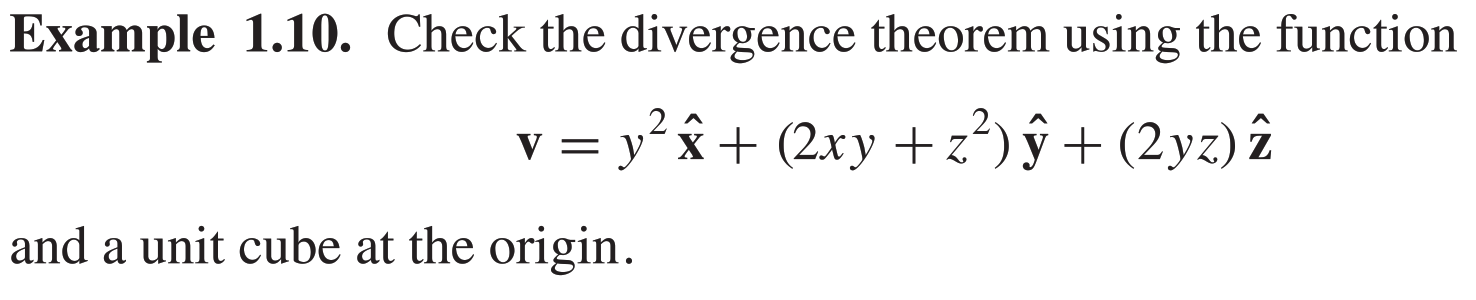 Example 1.10. Check the divergence theorem using the function
v = y² x̂ + (2xy + z²) ŷ + (2yz) ẑ
and a unit cube at the origin.